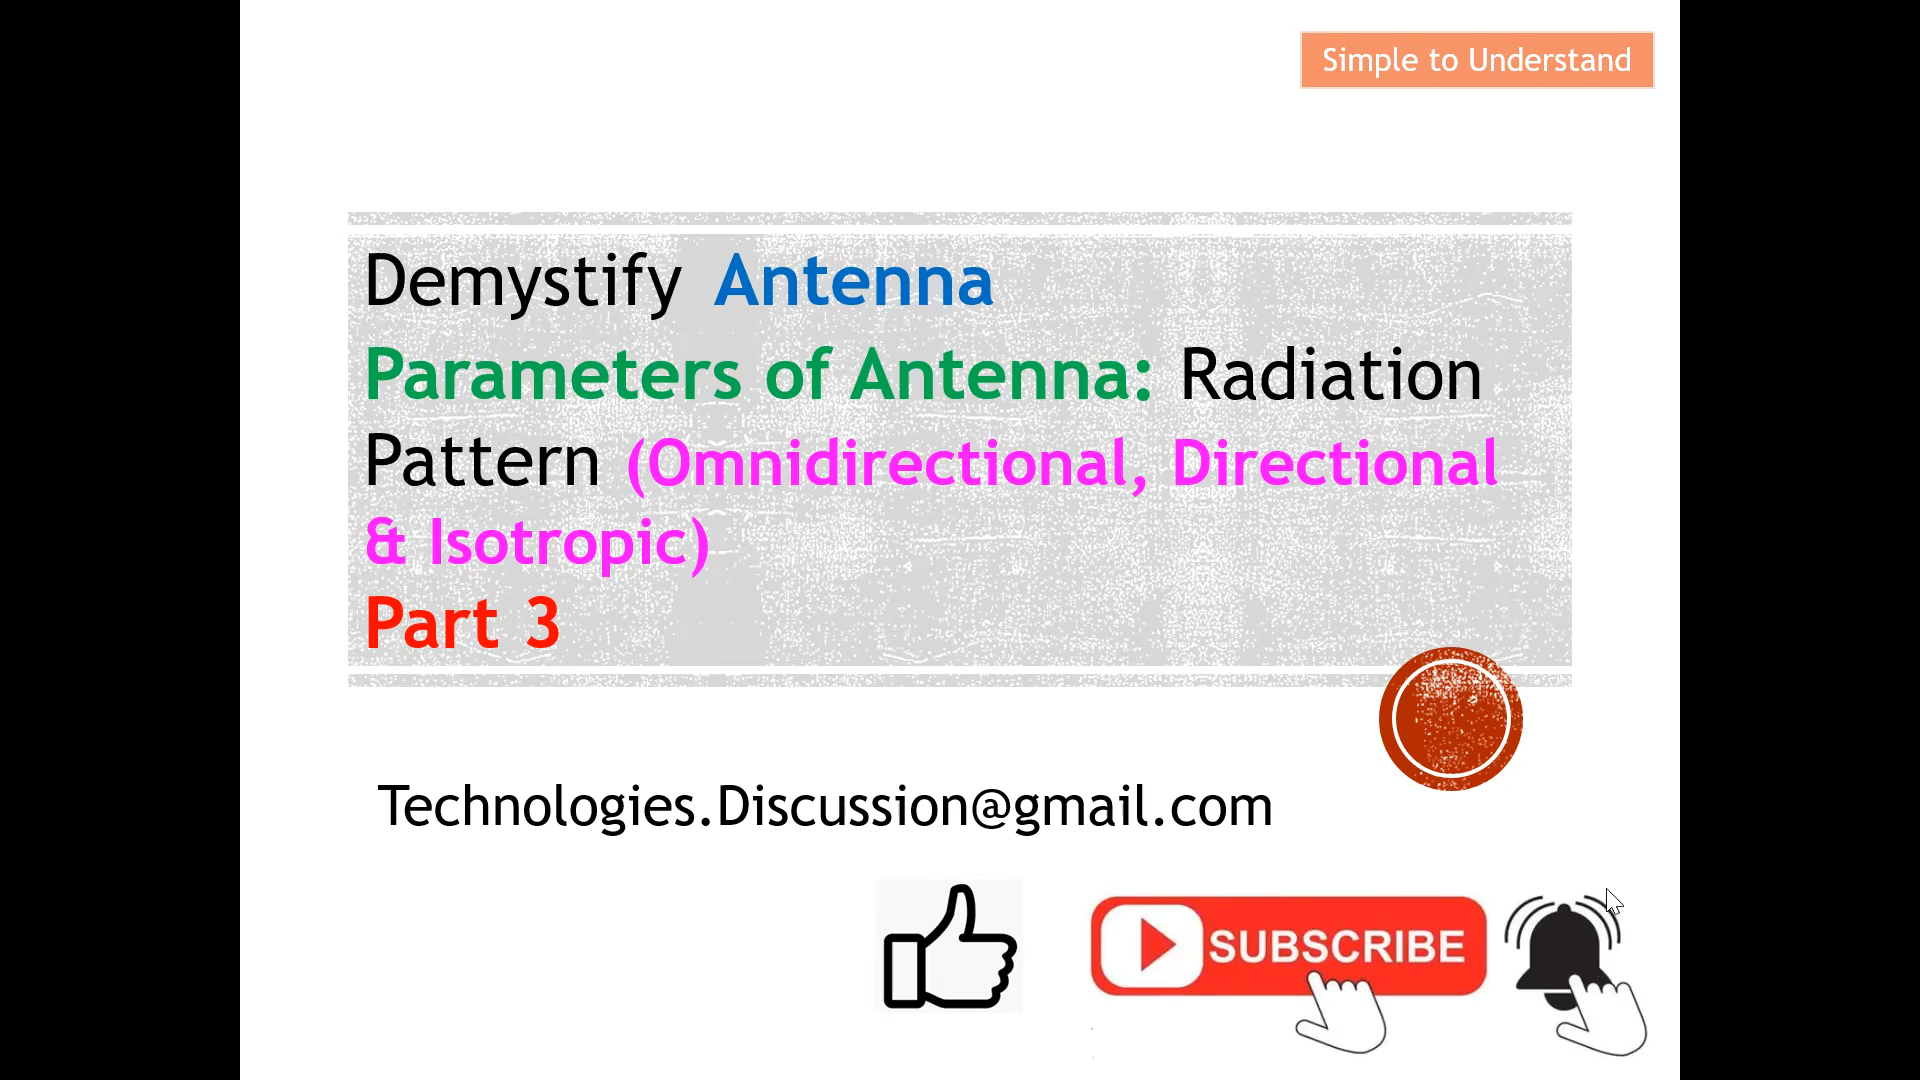 Simple to Understand
Demystify Antenna
Parameters of Antenna: Radiation
Pattern (Omnidirectional, Directional
& Isotropic)
Part 3
Technologies.Discussion@gmail.com
SUBSCRIBE